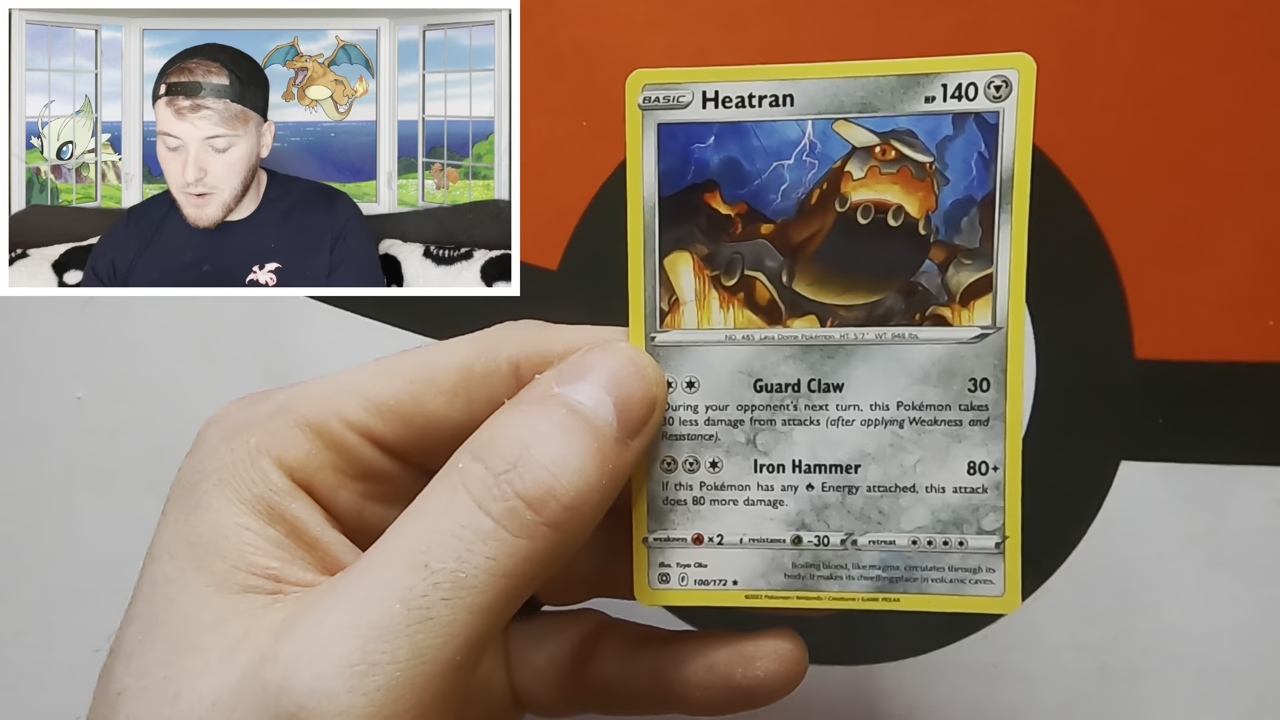 BASIC Heatran HP 140
NO. 485 Lava Dome Pokémon HT: 5'7" WT: 948 lbs.
Guard Claw 30
During your opponent's next turn, this Pokémon takes
30 less damage from attacks (after applying Weakness and
Resistance).
Iron Hammer 80+
If this Pokémon has any Energy attached, this attack
does 80 more damage.
weakness ×2 resistance -30 retreat
Illus. Yuya Oka
Boiling blood, like magma, circulates through its
body. It makes its dwelling place in volcanic caves.
F 100/172 ★
©2022 Pokémon / Nintendo / Creatures / GAME FREAK